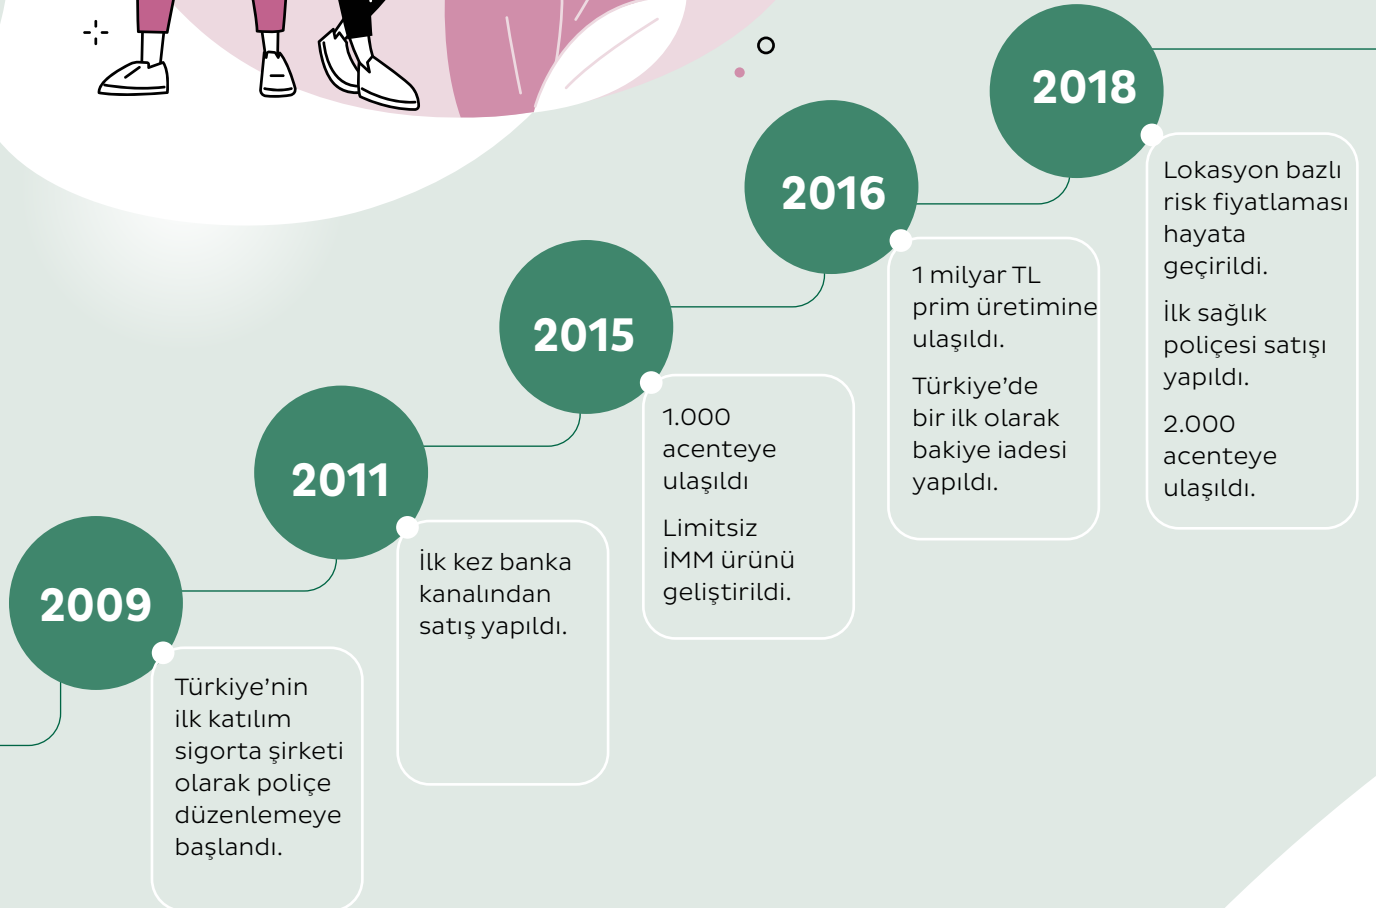 2009
Türkiye’nin
ilk katılım
sigorta şirketi
olarak poliçe
düzenlemeye
başlandı.
2011
İlk kez banka
kanalından
satış yapıldı.
2015
1.000
acenteye
ulaşıldı
Limitsiz
İMM ürünü
geliştirildi.
2016
1 milyar TL
prim üretimine
ulaşıldı.
Türkiye’de
bir ilk olarak
bakiye iadesi
yapıldı.
2018
Lokasyon bazlı
risk fiyatlaması
hayata
geçirildi.
İlk sağlık
poliçesi satışı
yapıldı.
2.000
acenteye
ulaşıldı.